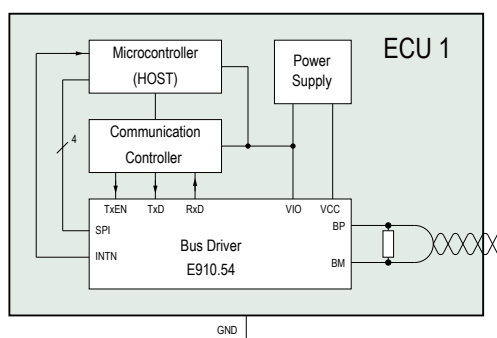 ECU 1
Microcontroller
(HOST)
Power
Supply
4
Communication
Controller
TxEN TxD RxD VIO VCC
SPI
BP
Bus Driver
INTN
BM
E910.54
GND